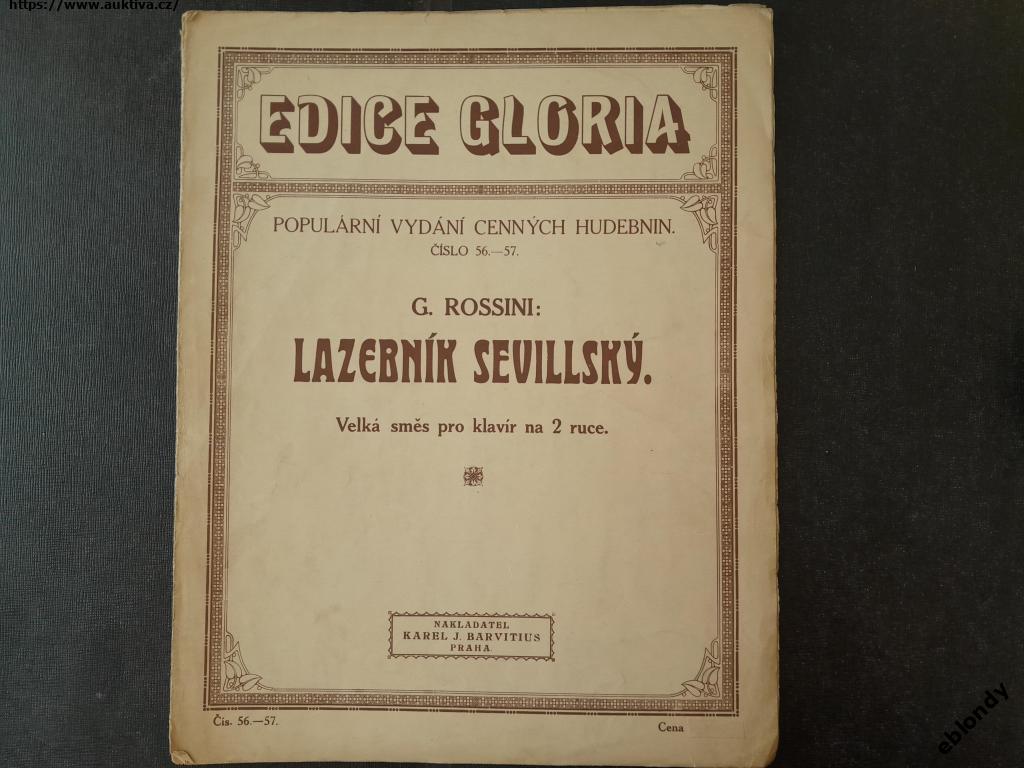 https://www.auktiva.cz/
EDICE GLORIA
POPULÁRNÍ VYDÁNÍ CENNÝCH HUDEBNIN.
ČÍSLO 56.—57.
G. ROSSINI:
LAZEBNÍK SEVILLSKÝ.
Velká směs pro klavír na 2 ruce.
NAKLADATEL
KAREL J. BARVITIUS
PRAHA.
Čís. 56.—57.
Cena
eblondy